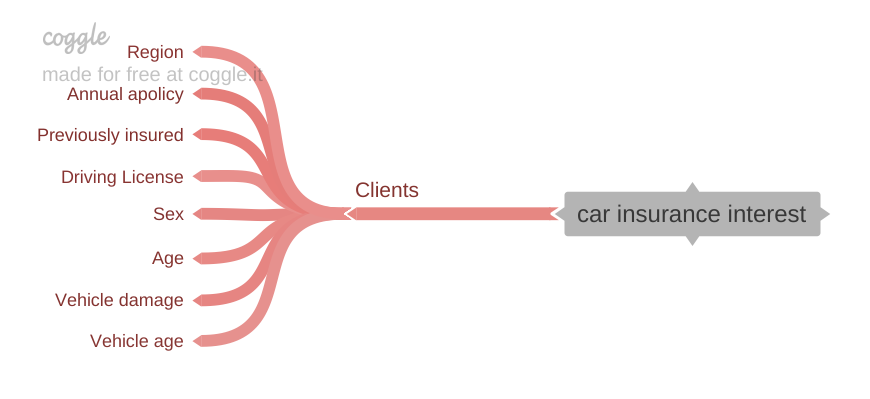 coggle
made for free at coggle.it
Region
Annual apolicy
Previously insured
Driving License
Sex
Age
Vehicle damage
Vehicle age
Clients
car insurance interest